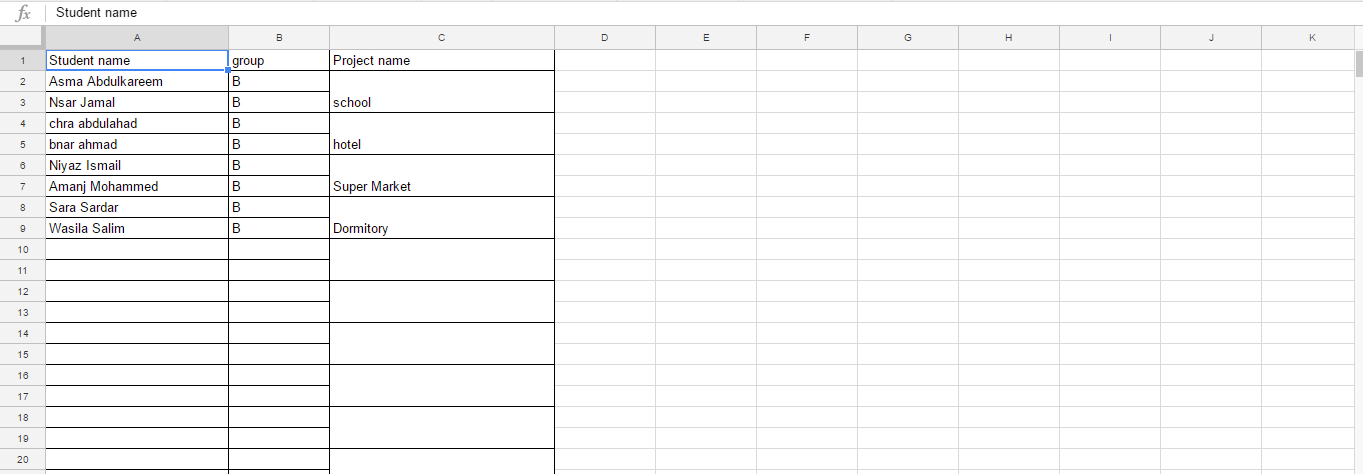 fx Student name
A B C D E F G H I J K
1 Student name group Project name
2 Asma Abdulkareem B
3 Nsar Jamal B school
4 chra abdulahad B
5 bnar ahmad B hotel
6 Niyaz Ismail B
7 Amanj Mohammed B Super Market
8 Sara Sardar B
9 Wasila Salim B Dormitory
10
11
12
13
14
15
16
17
18
19
20